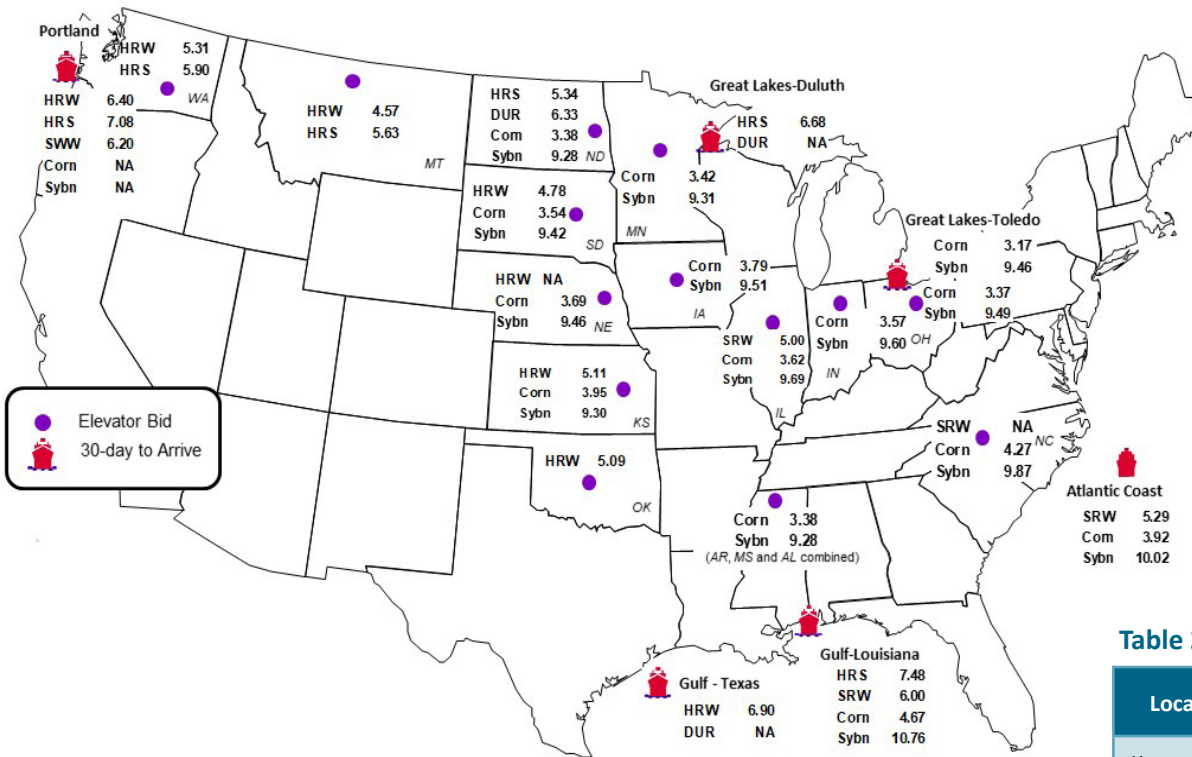 Portland
HRW 5.31
HRS 5.90
WA
HRW 6.40
HRS 7.08
SWW 6.20
Corn NA
Sybn NA
HRW 4.57
HRS 5.63
MT
HRS 5.34
DUR 6.33
Corn 3.38
Sybn 9.28 ND
HRW 4.78
Corn 3.54
Sybn 9.42 SD
HRW NA
Corn 3.69
Sybn 9.46 NE
HRW 5.11
Corn 3.95
Sybn 9.30
KS
HRW 5.09
OK
Great Lakes-Duluth
HRS 6.68
DUR NA
Corn 3.42
Sybn 9.31
MN
Corn 3.79
Sybn 9.51
IA
SRW 5.00
Corn 3.62
Sybn 9.69
IL
Great Lakes-Toledo
Corn 3.17
Sybn 9.46
Corn 3.37
Sybn 9.49
OH
Corn 3.57
Sybn 9.60
IN
SRW NA
NC
Corn 4.27
Sybn 9.87
Atlantic Coast
SRW 5.29
Corn 3.92
Sybn 10.02
Corn 3.38
Sybn 9.28
(AR, MS and AL combined)
Gulf - Texas
HRW 6.90
DUR NA
Gulf-Louisiana
HRS 7.48
SRW 6.00
Corn 4.67
Sybn 10.76
Elevator Bid
30-day to Arrive
Table
Loca